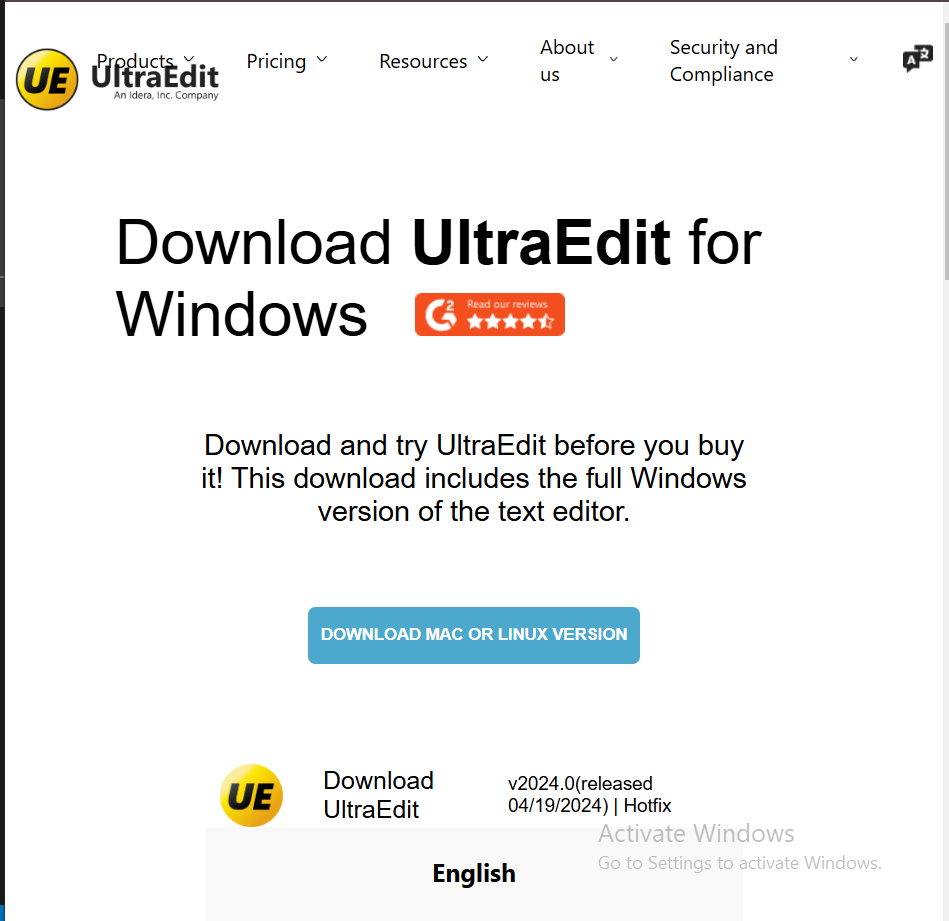 UE
UltraEdit
An Idera, Inc. Company
Products
Pricing
Resources
About
us
Security and
Compliance
A
Download UltraEdit for
Windows
G2
Read our reviews
Download and try UltraEdit before you buy
it! This download includes the full Windows
version of the text editor.
DOWNLOAD MAC OR LINUX VERSION
UE
Download
UltraEdit
v2024.0(released
04/19/2024) | Hotfix
Activate Windows
Go to Settings to activate Windows.
English